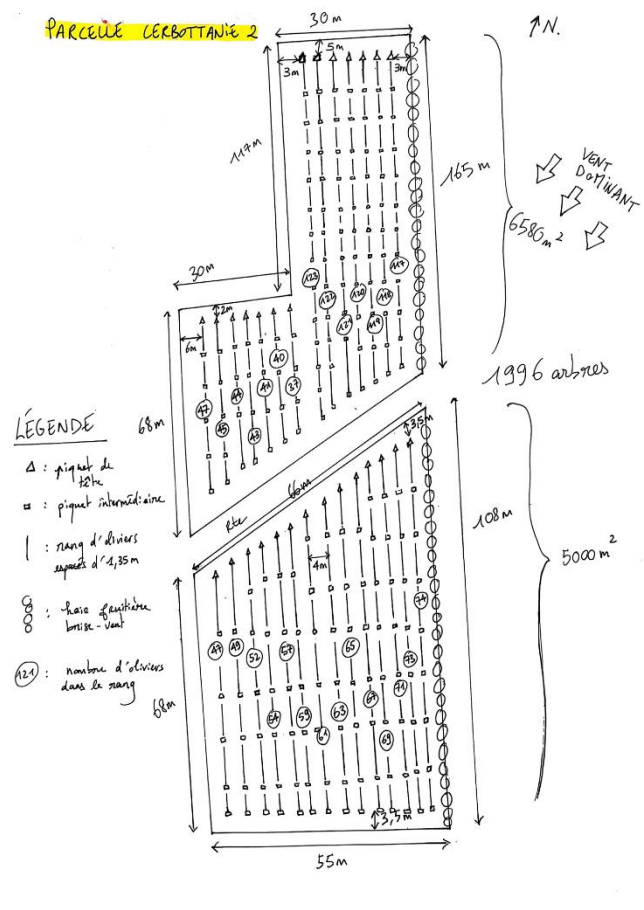 PARCELLE CERBOTTANIE 2
30m
↑N.
5m
3m
3m
117m
165m
VENT
DOMINANT
6580m²
30m
123
122
121
120
119
118
117
2m
6m
47
45
44
43
41
40
37
68m
1996 arbres
LÉGENDE
△ : piquet de
tête
□ : piquet intermédiaire
| : rang d'oliviers
espacés d'1,35m
: haie fruitière
brise-vent
121 : nombre d'oliviers
dans le rang
Rte
66m
3,5m
108m
5000m²
4m
47
49
52
54
57
59
61
63
65
67
69
71
73
74
68m
3,5m
55m